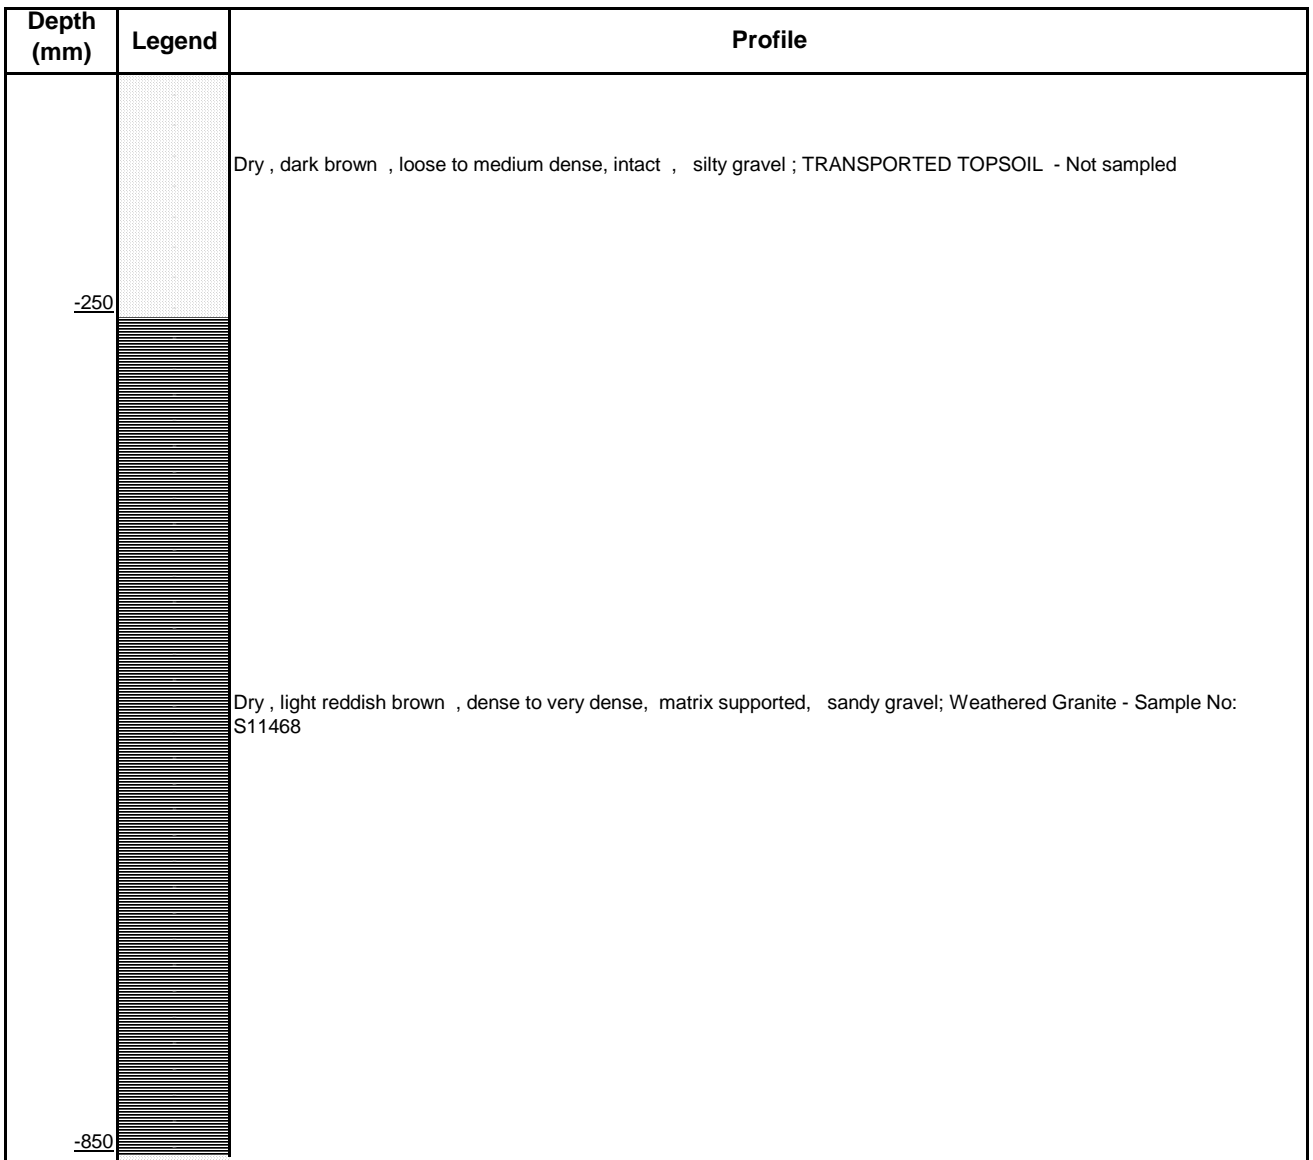 Depth
(mm)
Legend
Profile
Dry , dark brown , loose to medium dense, intact , silty gravel ; TRANSPORTED TOPSOIL - Not sampled
-250
Dry , light reddish brown , dense to very dense, matrix supported, sandy gravel; Weathered Granite - Sample No:
S11468
-850